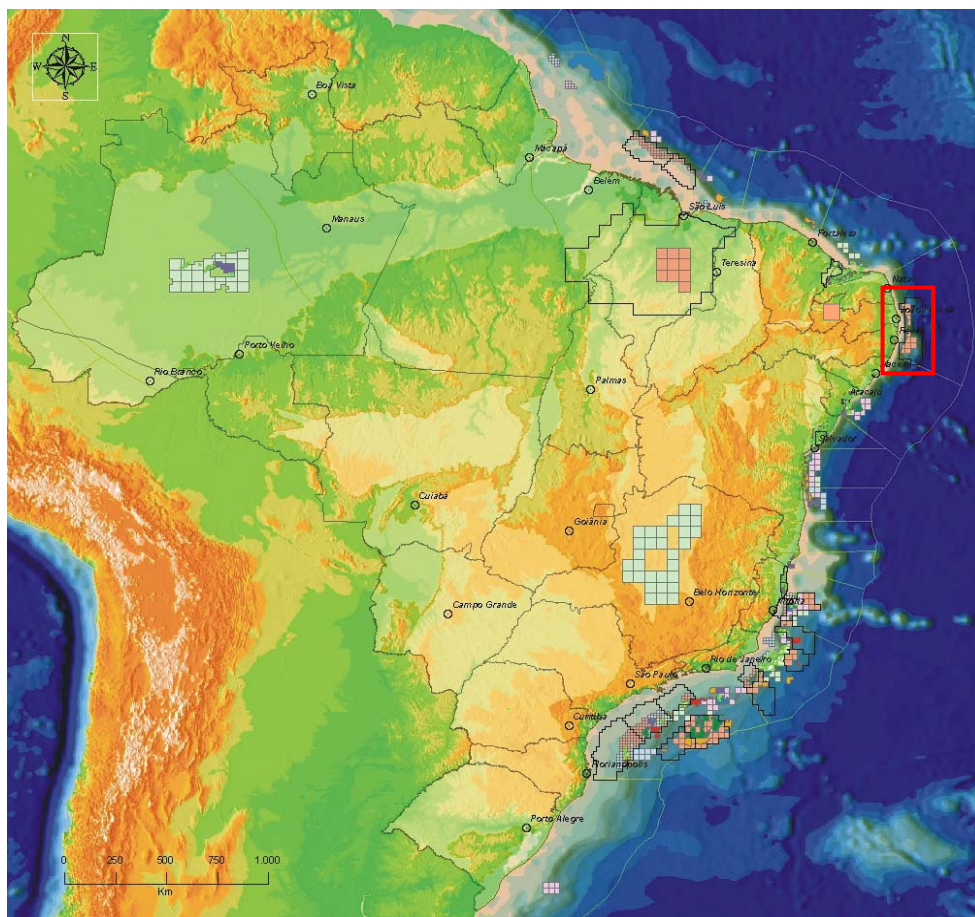 N
W E
S
Boa Vista
Macapá
Belém
São Luís
Manaus
Fortaleza
Teresina
Natal
João
Porto Velho
Rio Branco
Maceió
Palmas
Aracaju
Salvador
Cuiabá
Goiânia
Belo Horizonte
Campo Grande
Vitória
Rio de Janeiro
São Paulo
Curitiba
Florianópolis
Porto Alegre
0 250 500 750 1.000
Km